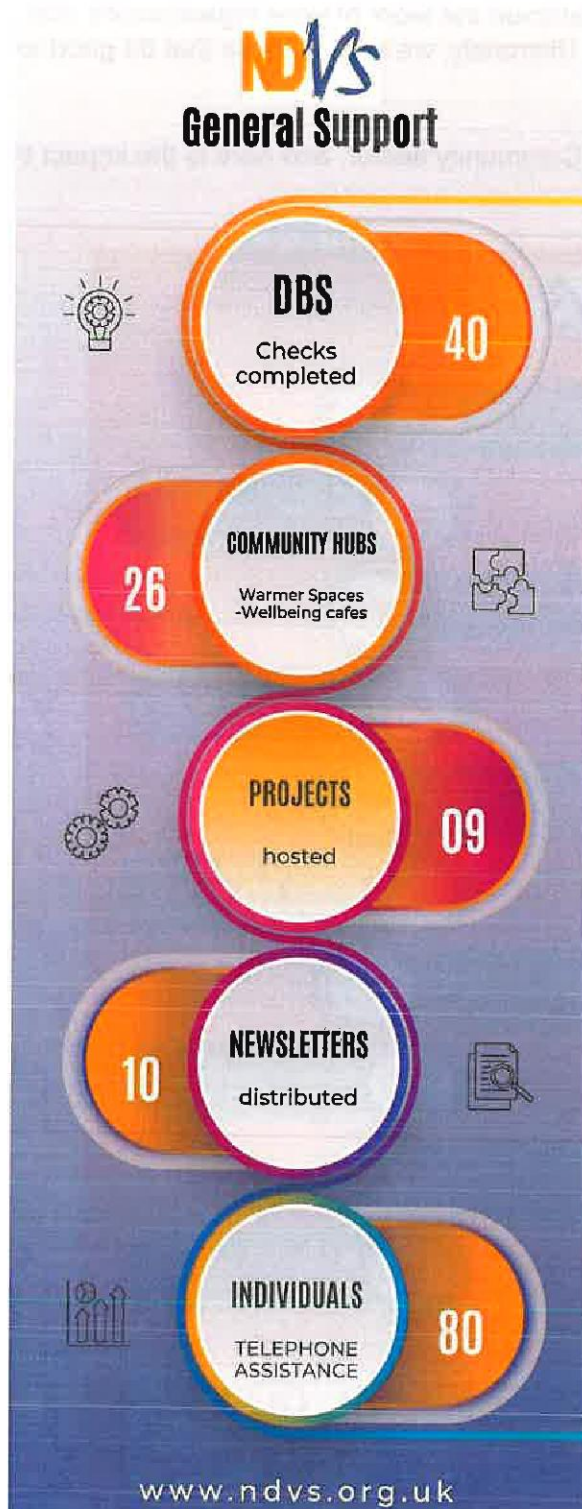 NDVs
General Support
DBS
Checks
completed
40
COMMUNITY HUBS
Warmer Spaces
-Wellbeing cafes
26
PROJECTS
hosted
09
NEWSLETTERS
distributed
10
INDIVIDUALS
TELEPHONE
ASSISTANCE
80
www.ndvs.org.uk